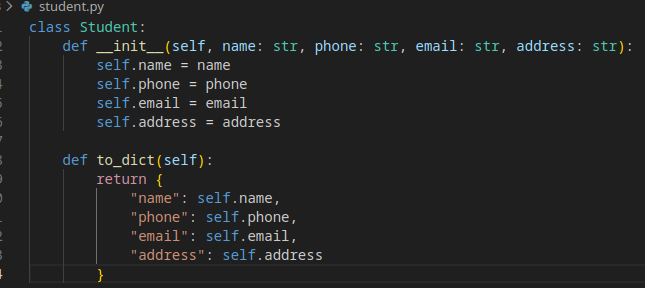 student.py
class Student:
    def __init__(self, name: str, phone: str, email: str, address: str):
        self.name = name
        self.phone = phone
        self.email = email
        self.address = address

    def to_dict(self):
        return {
            "name": self.name,
            "phone": self.phone,
            "email": self.email,
            "address": self.address
        }